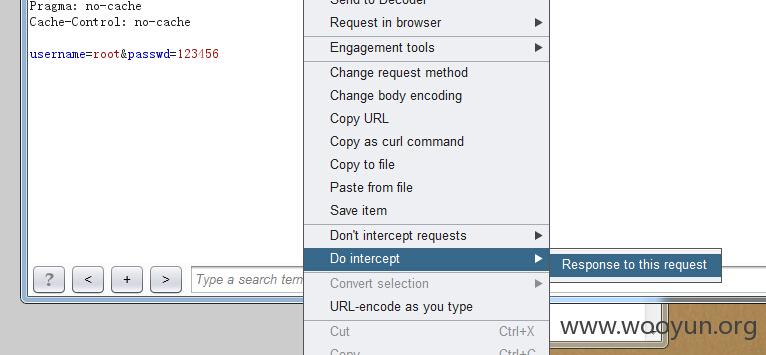 Pragma: no-cache
Cache-Control: no-cache
username=root&passwd=123456
Send to Decoder
Request in browser
Engagement tools
Change request method
Change body encoding
Copy URL
Copy as curl command
Copy to file
Paste from file
Save item
Don't intercept requests
Do intercept
Response to this request
Convert selection
URL-encode as you type
Cut Ctrl+X
Copy Ctrl+C
? < + > Type a search tern
www.wooyun.org